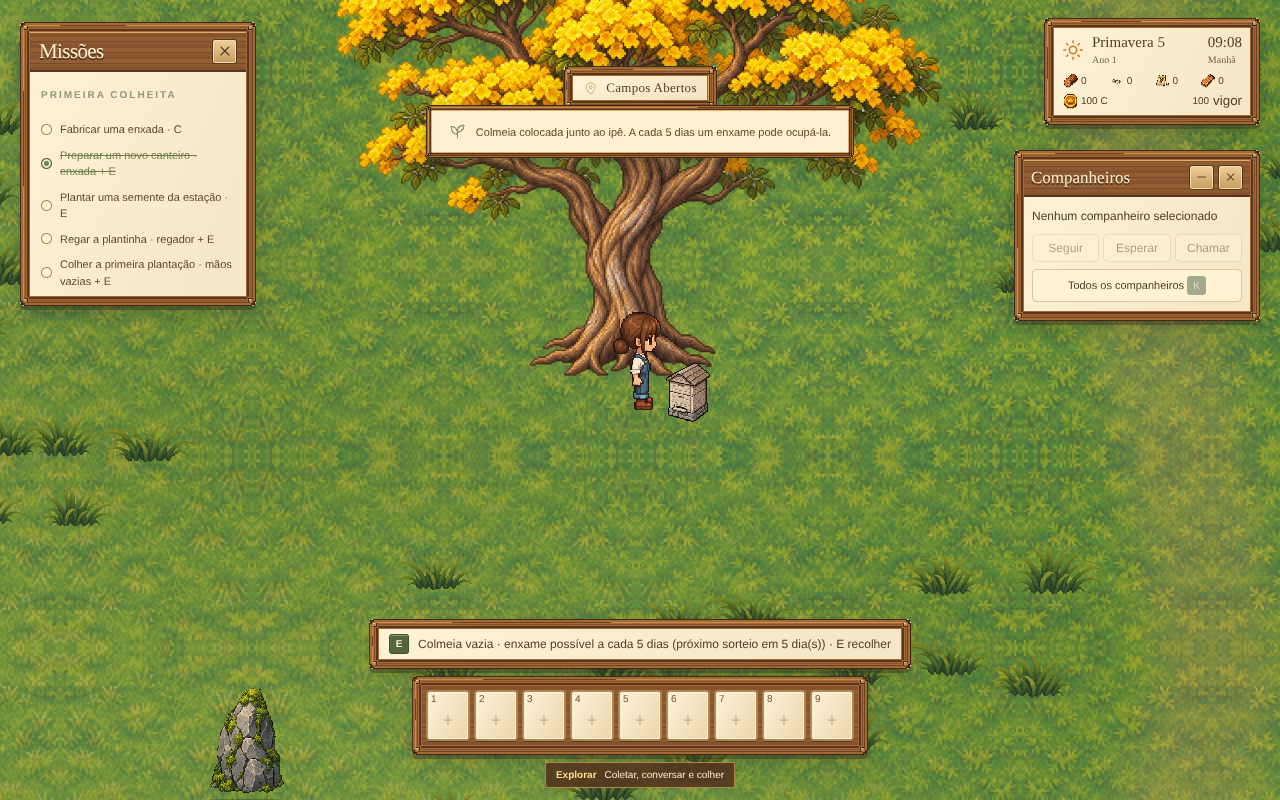 Missões
PRIMEIRA COLHEITA
Fabricar uma enxada · C
Preparar um novo canteiro ·
enxada + E
Plantar uma semente da estação ·
E
Regar a plantinha · regador + E
Colher a primeira plantação · mãos
vazias + E
Campos Abertos
Colmeia colocada junto ao ipê. A cada 5 dias um enxame pode ocupá-la.
Primavera 5 09:08
Ano 1 Manhã
0 0 0 0
100 C 100 vigor
Companheiros
Nenhum companheiro selecionado
Seguir Esperar Chamar
Todos os companheiros K
E Colmeia vazia · enxame possível a cada 5 dias (próximo sorteio em 5 dia(s)) · E recolher
1 2 3 4 5 6 7 8 9
Explorar Coletar, conversar e colher